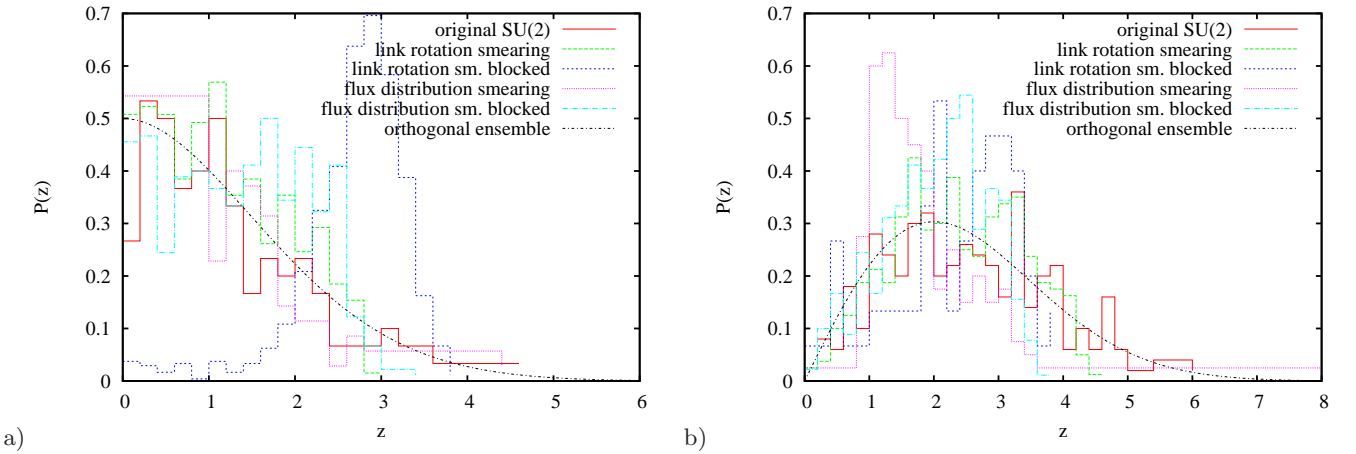 0.7
0.6
0.5
0.4
0.3
0.2
0.1
0
P(z)
0 1 2 3 4 5 6
z
original SU(2)
link rotation smearing
link rotation sm. blocked
flux distribution smearing
flux distribution sm. blocked
orthogonal ensemble
a)
0.7
0.6
0.5
0.4
0.3
0.2
0.1
0
P(z)
0 1 2 3 4 5 6 7 8
z
original SU(2)
link rotation smearing
link rotation sm. blocked
flux distribution smearing
flux distribution sm. blocked
orthogonal ensemble
b)